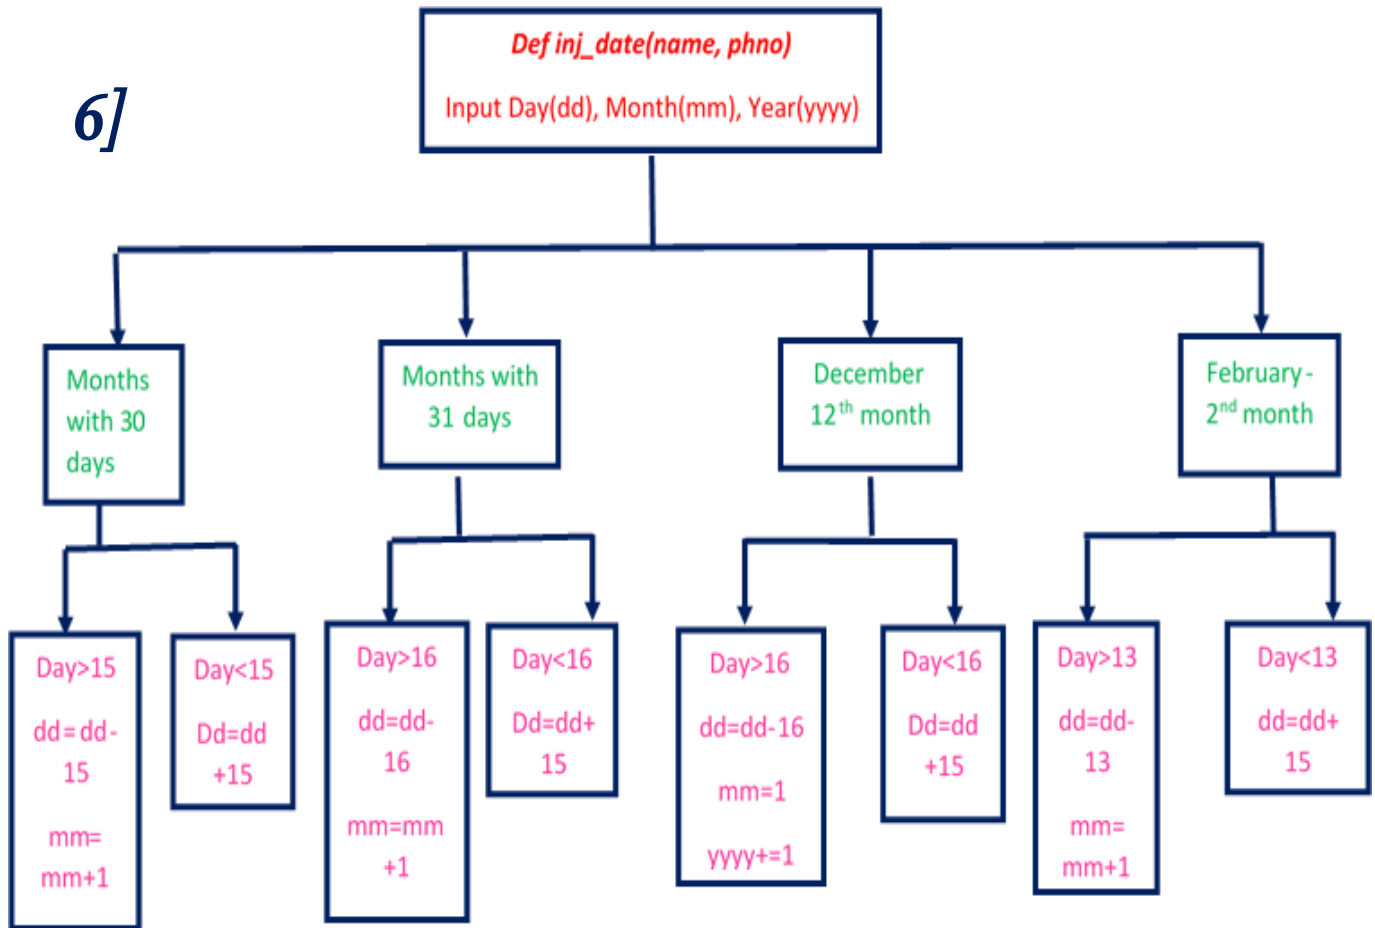 6]
Def inj_date(name, phno)
Input Day(dd), Month(mm), Year(yyyy)
Months
with 30
days
Months with
31 days
December
12th month
February-
2nd month
Day>15
dd=dd-
15
mm=
mm+1
Day<15
Dd=dd
+15
Day>16
dd=dd-
16
mm=mm
+1
Day<16
Dd=dd+
15
Day>16
dd=dd-16
mm=1
yyyy+=1
Day<16
Dd=dd
+15
Day>13
dd=dd-
13
mm=
mm+1
Day<13
dd=dd+
15